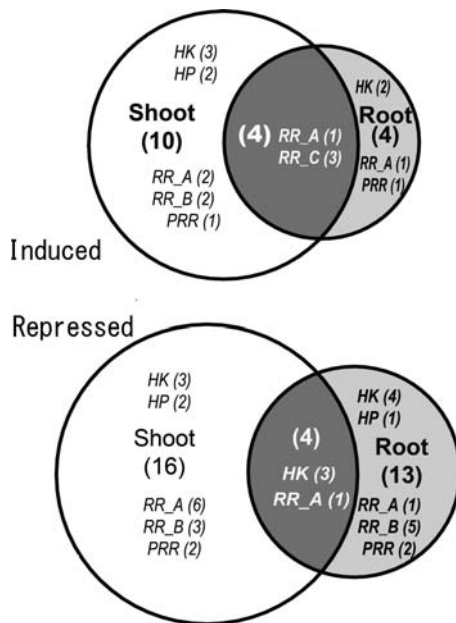 HK (3)
HP (2)
Shoot
(10)
RR_A (2)
RR_B (2)
PRR (1)
(4)
RR_A (1)
RR_C (3)
HK (2)
Root
(4)
RR_A (1)
PRR (1)
Induced
Repressed
HK (3)
HP (2)
Shoot
(16)
RR_A (6)
RR_B (3)
PRR (2)
(4)
HK (3)
RR_A (1)
HK (4)
HP (1)
Root
(13)
RR_A (1)
RR_B (5)
PRR (2)